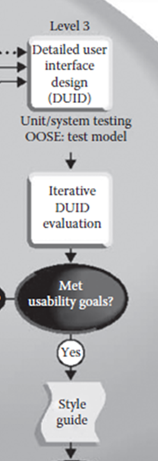 Level 3
Detailed user
interface
design
(DUID)
Unit/system testing
OOSE: test model
Iterative
DUID
evaluation
Met
usability goals?
Yes
Style
guide